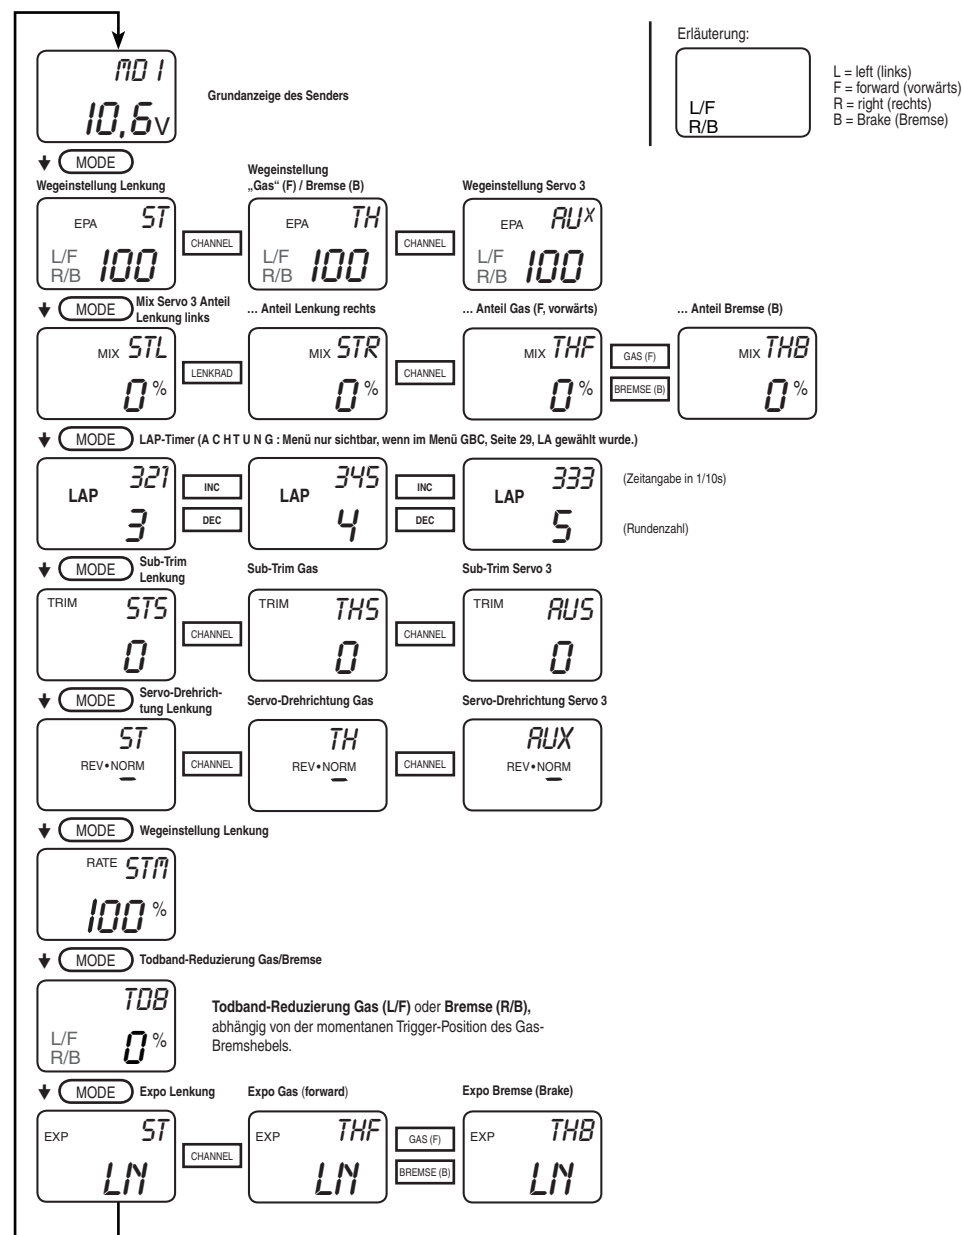 Erläuterung:
L/F
R/B
L = left (links)
F = forward (vorwärts)
R = right (rechts)
B = Brake (Bremse)
MD 1
10,6V
Grundanzeige des Senders
MODE
Wegeinstellung Lenkung
Wegeinstellung
„Gas“ (F) / Bremse (B)
Wegeinstellung Servo 3
EPA ST
L/F
R/B 100
CHANNEL
EPA TH
L/F
R/B 100
CHANNEL
EPA AUX
L/F
R/B 100
MODE
Mix Servo 3 Anteil
Lenkung links
... Anteil Lenkung rechts
... Anteil Gas (F, vorwärts)
... Anteil Bremse (B)
MIX STL
0 %
LENKRAD
MIX STR
0 %
CHANNEL
MIX THF
0 %
GAS (F)
BREMSE (B)
MIX THB
0 %
MODE
LAP-Timer (A C H T U N G : Menü nur sichtbar, wenn im Menü GBC, Seite 29, LA gewählt wurde.)
LAP 321
3
INC
DEC
LAP 345
4
INC
DEC
LAP 333
5
(Zeitangabe in 1/10s)
(Rundenzahl)
MODE
Sub-Trim
Lenkung
Sub-Trim Gas
Sub-Trim Servo 3
TRIM STS
0
CHANNEL
TRIM THS
0
CHANNEL
TRIM AUS
0
MODE
Servo-Drehrich-
tung Lenkung
Servo-Drehrichtung Gas
Servo-Drehrichtung Servo 3
ST
REV•NORM
CHANNEL
TH
REV•NORM
CHANNEL
AUX
REV•NORM
MODE
Wegeinstellung Lenkung
RATE STM
100 %
MODE
Todband-Reduzierung Gas/Bremse
TDB
L/F
R/B 0 %
Todband-Reduzierung Gas (L/F) oder Bremse (R/B),
abhängig von der momentanen Trigger-Position des Gas-
Bremshebels.
MODE
Expo Lenkung
Expo Gas (forward)
Expo Bremse (Brake)
EXP ST
LN
CHANNEL
EXP THF
LN
GAS (F)
BREMSE (B)
EXP THB
LN